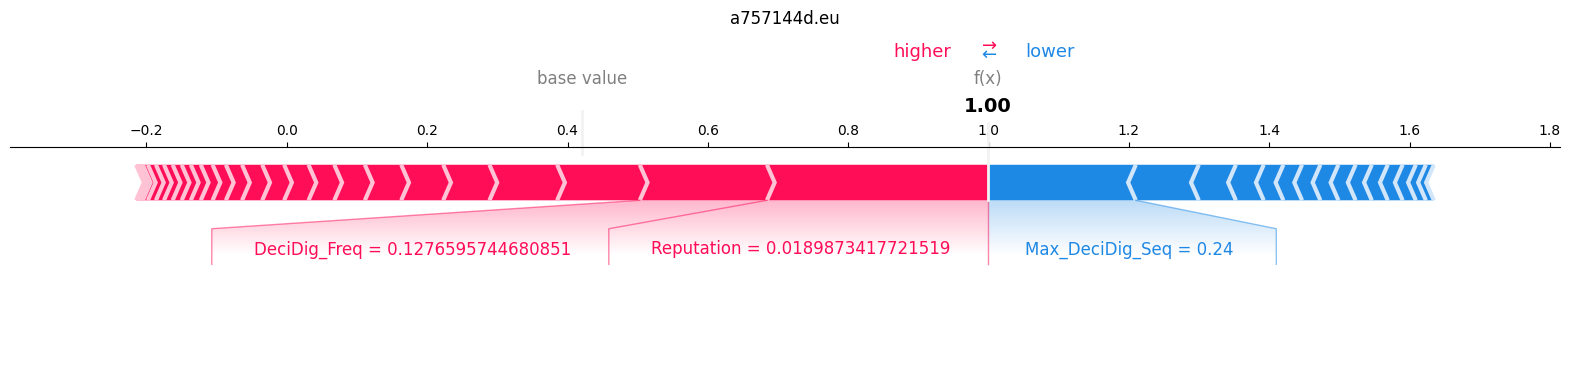 a757144d.eu
higher ⇄ lower
base value f(x)
1.00
−0.2 0.0 0.2 0.4 0.6 0.8 1.0 1.2 1.4 1.6 1.8
DeciDig_Freq = 0.1276595744680851 Reputation = 0.0189873417721519 Max_DeciDig_Seq = 0.24